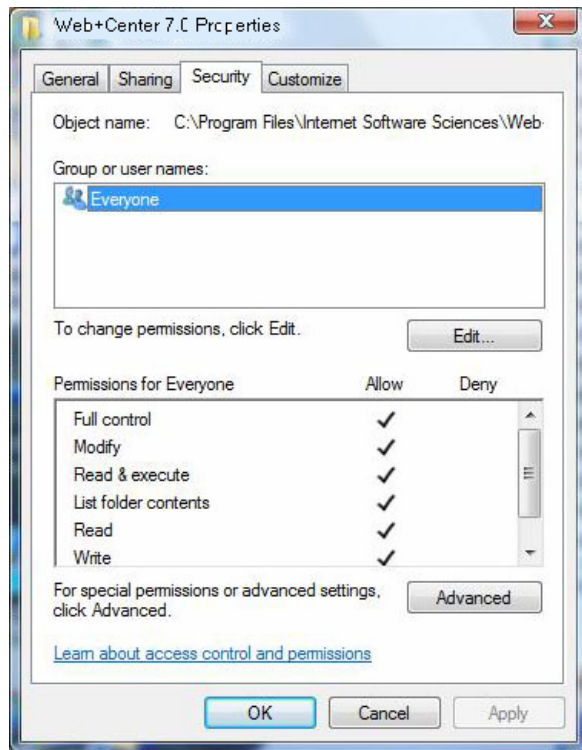 Web+Center 7.0 Properties
General Sharing Security Customize
Object name: C:\Program Files\Internet Software Sciences\Web-
Group or user names:
Everyone
To change permissions, click Edit.
Edit...
Permissions for Everyone Allow Deny
Full control
Modify
Read & execute
List folder contents
Read
Write
For special permissions or advanced settings,
click Advanced.
Advanced
Learn about access control and permissions
OK Cancel Apply